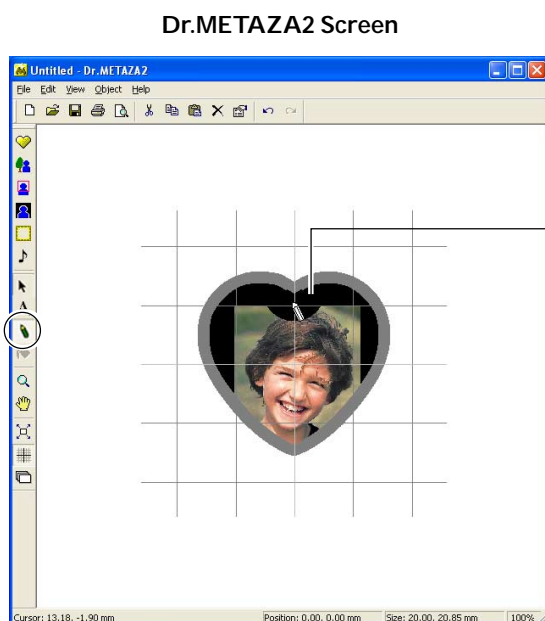 Dr.METAZA2 Screen
Untitled - Dr.METAZA2
File Edit View Object Help
A
Cursor: 13.18, -1.90 mm Position: 0.00, 0.00 mm Size: 20.00, 20.85 mm 100%